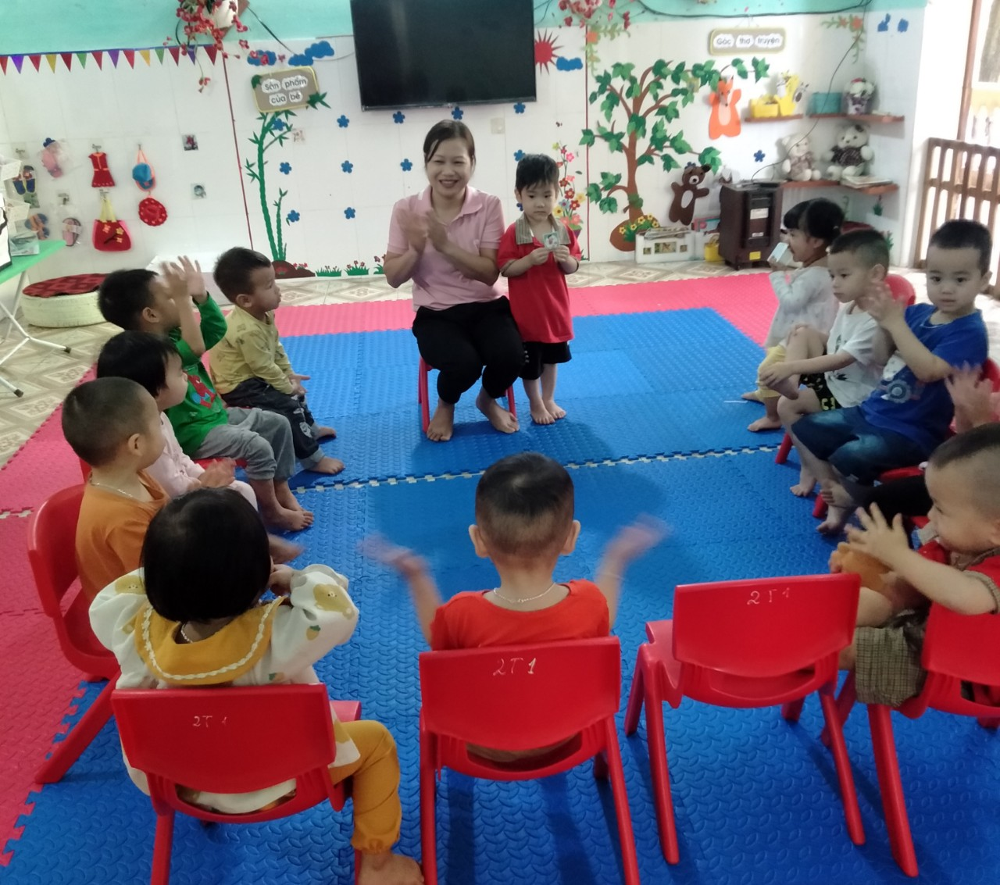 Góc thơ truyện
Sản phẩm
của bé
2T1
2T1
2T1